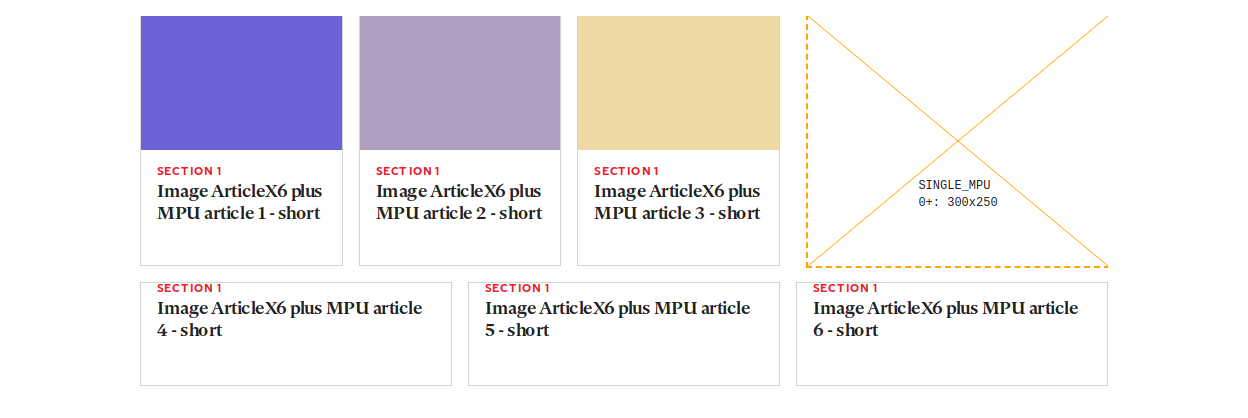 SECTION 1
Image ArticleX6 plus
MPU article 1 - short
SECTION 1
Image ArticleX6 plus
MPU article 2 - short
SECTION 1
Image ArticleX6 plus
MPU article 3 - short
SINGLE_MPU
0+: 300x250
SECTION 1
Image ArticleX6 plus MPU article
4 - short
SECTION 1
Image ArticleX6 plus MPU article
5 - short
SECTION 1
Image ArticleX6 plus MPU article
6 - short